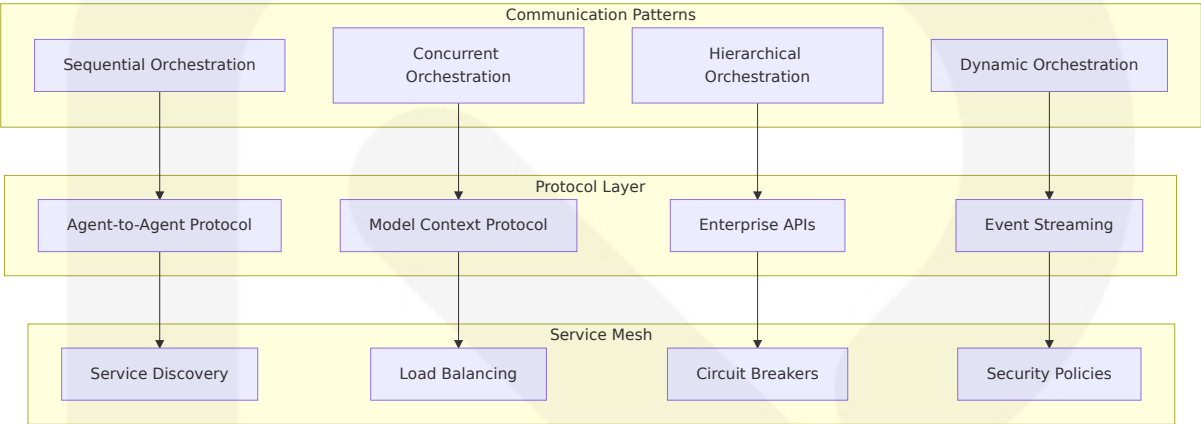 Communication Patterns
Sequential Orchestration
Concurrent
Orchestration
Hierarchical
Orchestration
Dynamic Orchestration
Protocol Layer
Agent-to-Agent Protocol
Model Context Protocol
Enterprise APIs
Event Streaming
Service Mesh
Service Discovery
Load Balancing
Circuit Breakers
Security Policies